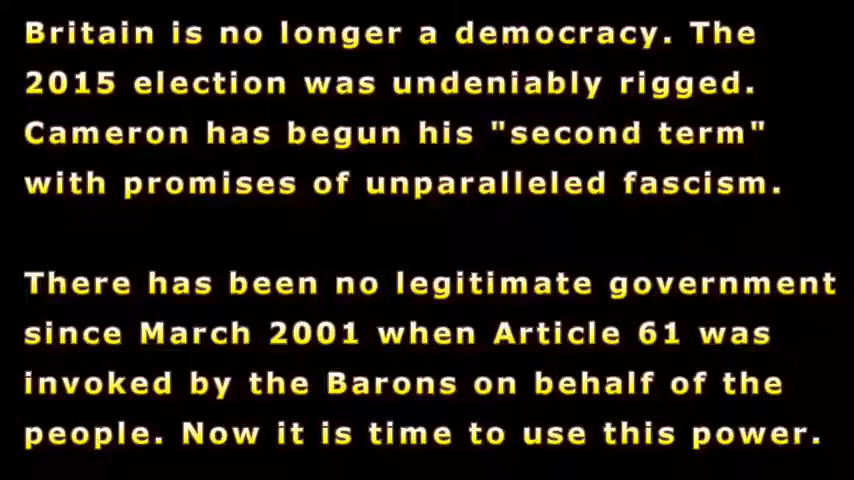 Britain is no longer a democracy. The
2015 election was undeniably rigged.
Cameron has begun his "second term"
with promises of unparalleled fascism.
There has been no legitimate government
since March 2001 when Article 61 was
invoked by the Barons on behalf of the
people. Now it is time to use this power.